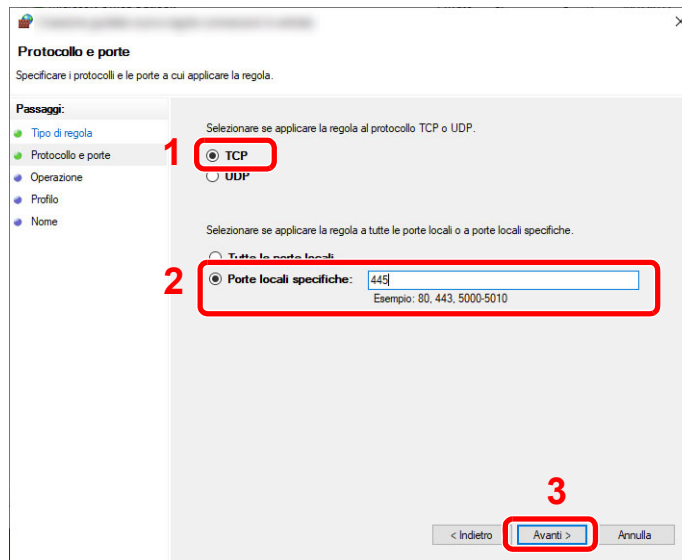 Protocollo e porte
Specificare i protocolli e le porte a cui applicare la regola.
Passaggi:
Tipo di regola
Protocollo e porte
Operazione
Profilo
Nome
Selezionare se applicare la regola al protocollo TCP o UDP.
1
TCP
UDP
Selezionare se applicare la regola a tutte le porte locali o a porte locali specifiche.
Tutte le porte locali
2
Porte locali specifiche:
445
Esempio: 80, 443, 5000-5010
3
< Indietro
Avanti >
Annulla